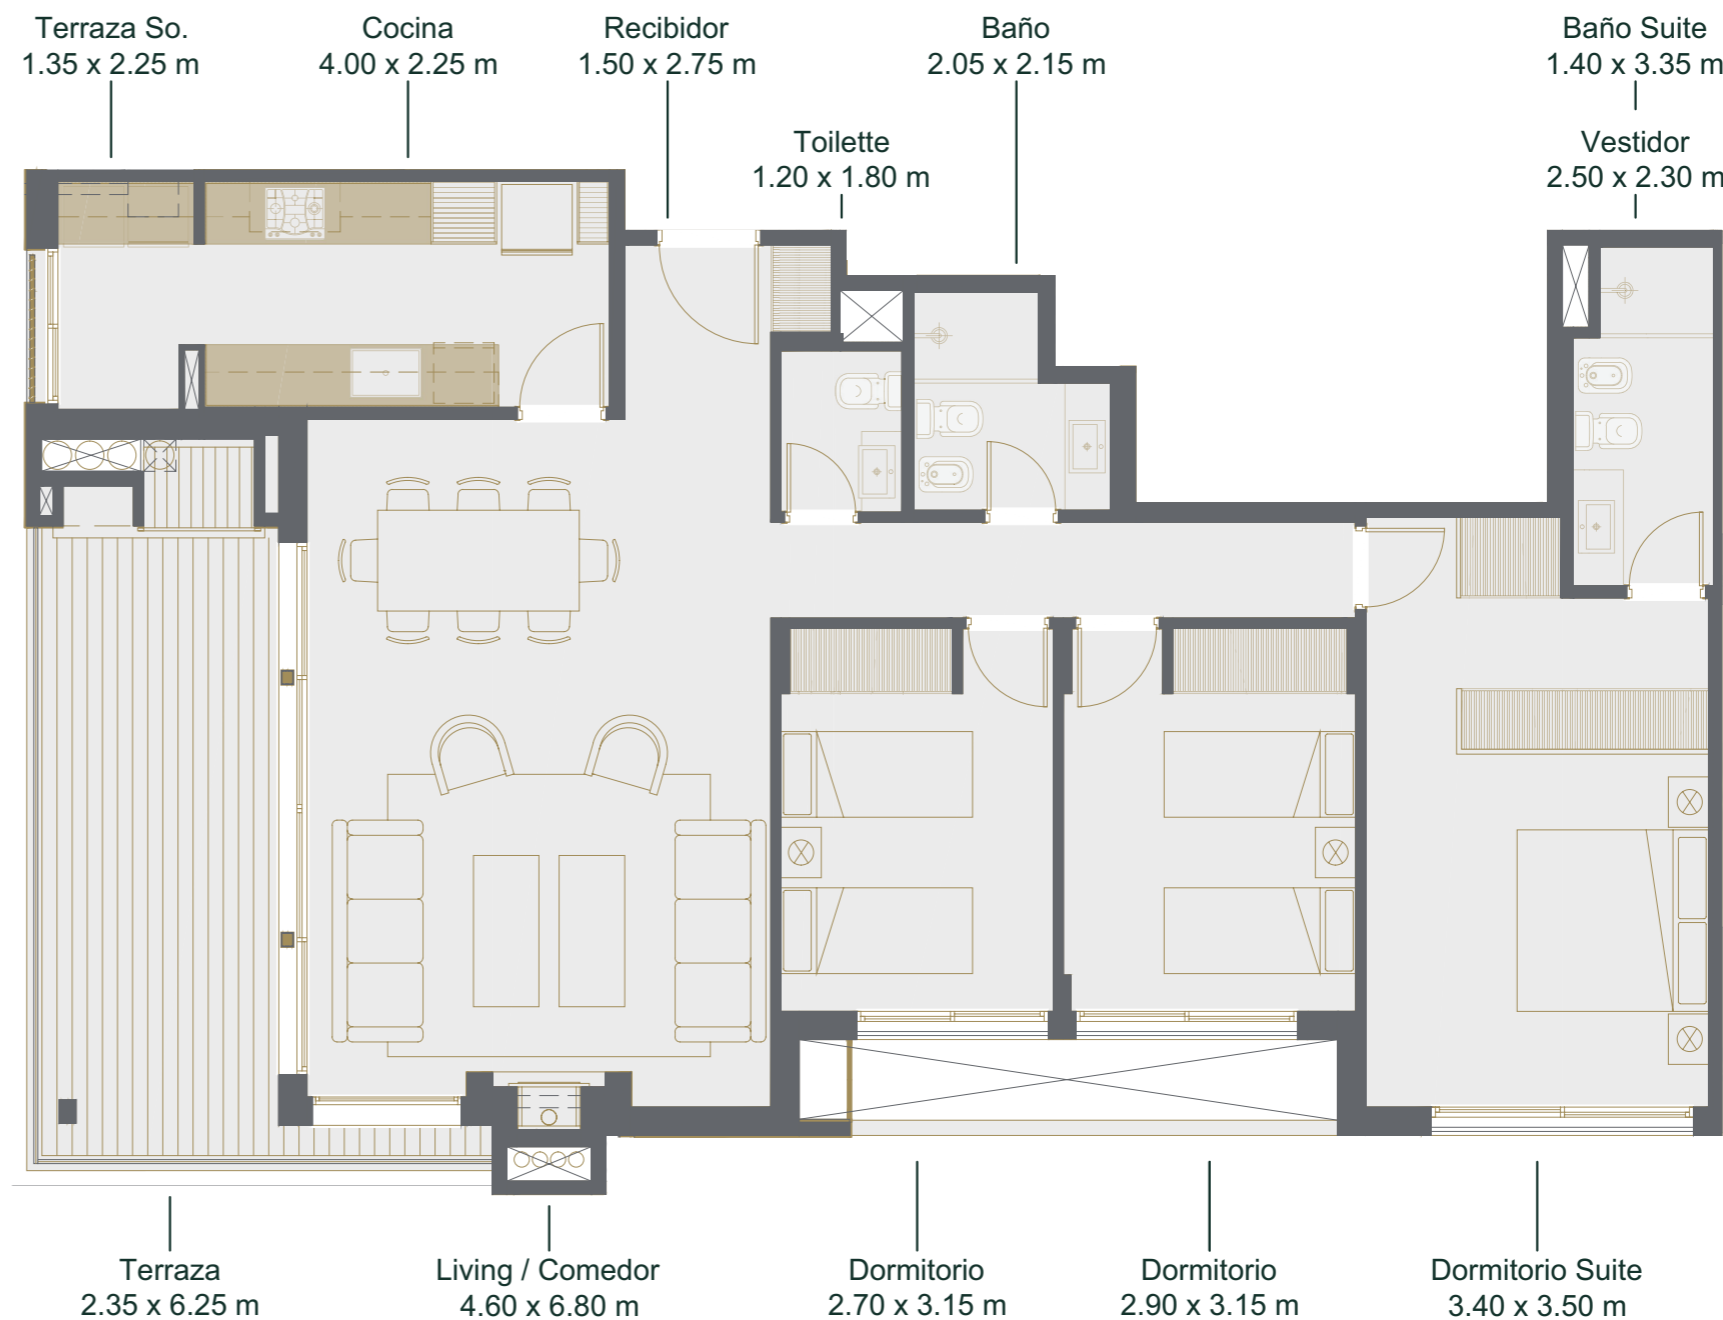 Terraza So.
1.35 x 2.25 m
Cocina
4.00 x 2.25 m
Recibidor
1.50 x 2.75 m
Baño
2.05 x 2.15 m
Baño Suite
1.40 x 3.35 m
Toilette
1.20 x 1.80 m
Vestidor
2.50 x 2.30 m
Terraza
2.35 x 6.25 m
Living / Comedor
4.60 x 6.80 m
Dormitorio
2.70 x 3.15 m
Dormitorio
2.90 x 3.15 m
Dormitorio Suite
3.40 x 3.50 m